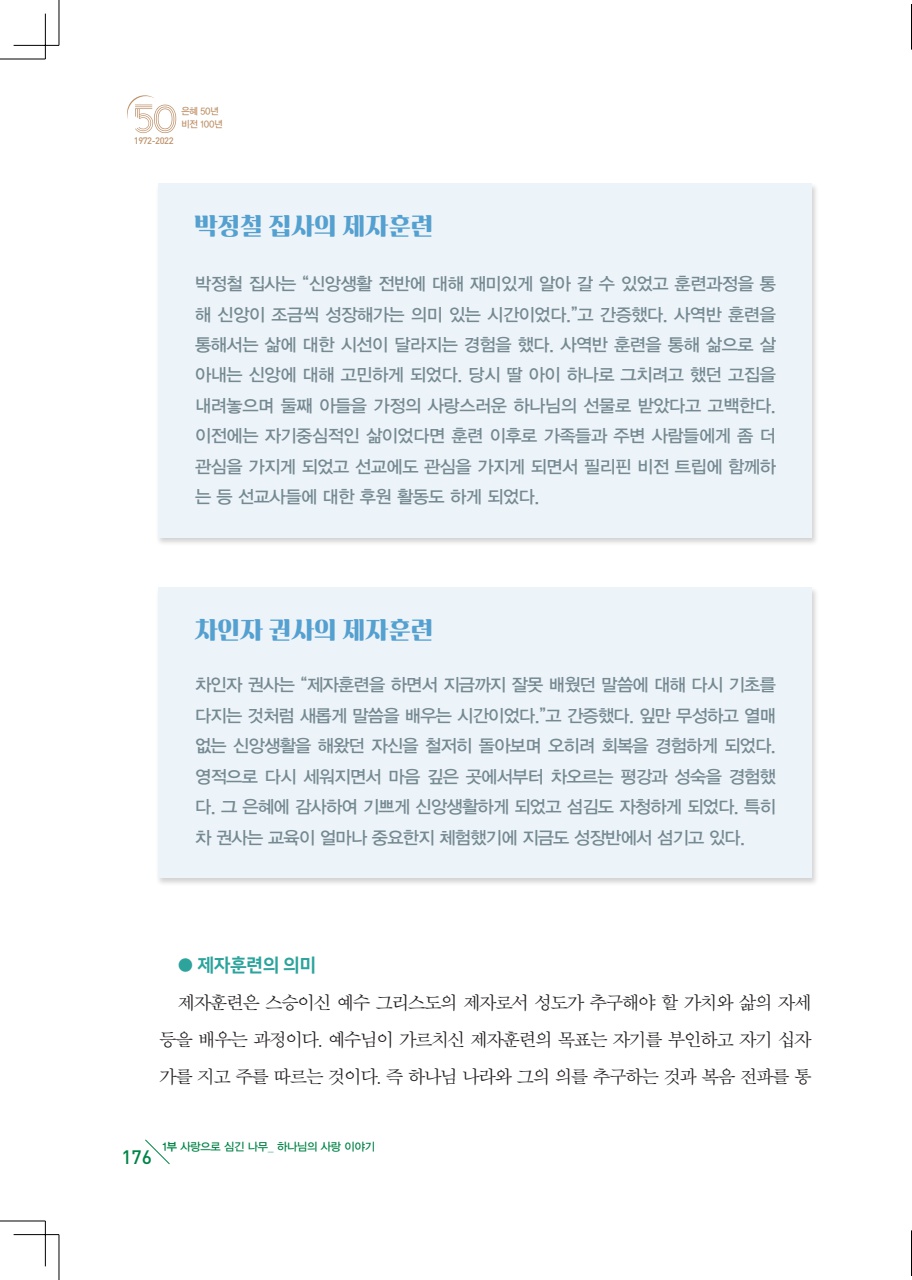 50
은혜 50년
비전 100년
1972-2022
박정철 집사의 제자훈련
박정철 집사는 “신앙생활 전반에 대해 재미있게 알아 갈 수 있었고 훈련과정을 통
해 신앙이 조금씩 성장해가는 의미 있는 시간이었다.”고 간증했다. 사역반 훈련을
통해서는 삶에 대한 시선이 달라지는 경험을 했다. 사역반 훈련을 통해 삶으로 살
아내는 신앙에 대해 고민하게 되었다. 당시 딸 아이 하나로 그치려고 했던 고집을
내려놓으며 둘째 아들을 가정의 사랑스러운 하나님의 선물로 받았다고 고백한다.
이전에는 자기중심적인 삶이었다면 훈련 이후로 가족들과 주변 사람들에게 좀 더
관심을 가지게 되었고 선교에도 관심을 가지게 되면서 필리핀 비전 트립에 함께하
는 등 선교사들에 대한 후원 활동도 하게 되었다.
차인자 권사의 제자훈련
차인자 권사는 “제자훈련을 하면서 지금까지 잘못 배웠던 말씀에 대해 다시 기초를
다지는 것처럼 새롭게 말씀을 배우는 시간이었다.”고 간증했다. 잎만 무성하고 열매
없는 신앙생활을 해왔던 자신을 철저히 돌아보며 오히려 회복을 경험하게 되었다.
영적으로 다시 세워지면서 마음 깊은 곳에서부터 차오르는 평강과 성숙을 경험했
다. 그 은혜에 감사하여 기쁘게 신앙생활하게 되었고 섬김도 자청하게 되었다. 특히
차 권사는 교육이 얼마나 중요한지 체험했기에 지금도 성장반에서 섬기고 있다.
● 제자훈련의 의미
제자훈련은 스승이신 예수 그리스도의 제자로서 성도가 추구해야 할 가치와 삶의 자세
등을 배우는 과정이다. 예수님이 가르치신 제자훈련의 목표는 자기를 부인하고 자기 십자
가를 지고 주를 따르는 것이다. 즉 하나님 나라와 그의 의를 추구하는 것과 복음 전파를 통
176 1부 사랑으로 심긴 나무_ 하나님의 사랑 이야기